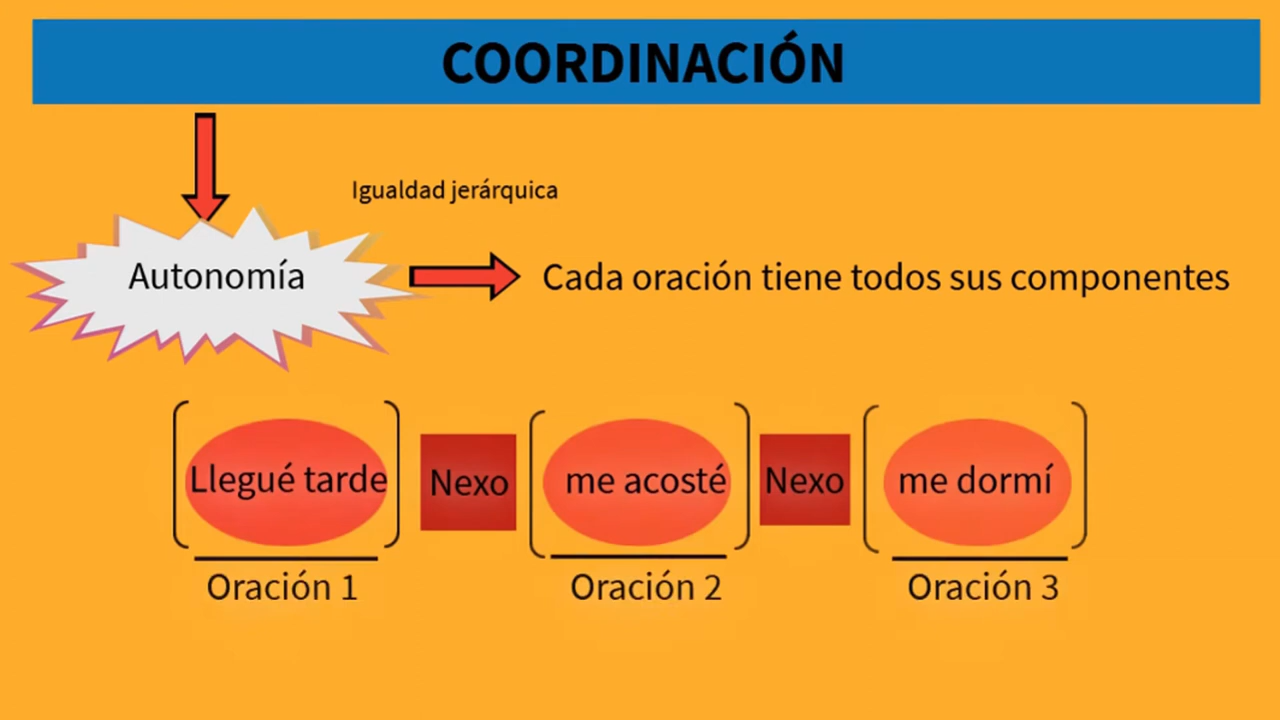 COORDINACIÓN
Igualdad jerárquica
Autonomía
Cada oración tiene todos sus componentes
Llegué tarde
Nexo
me acosté
Nexo
me dormí
Oración 1
Oración 2
Oración 3